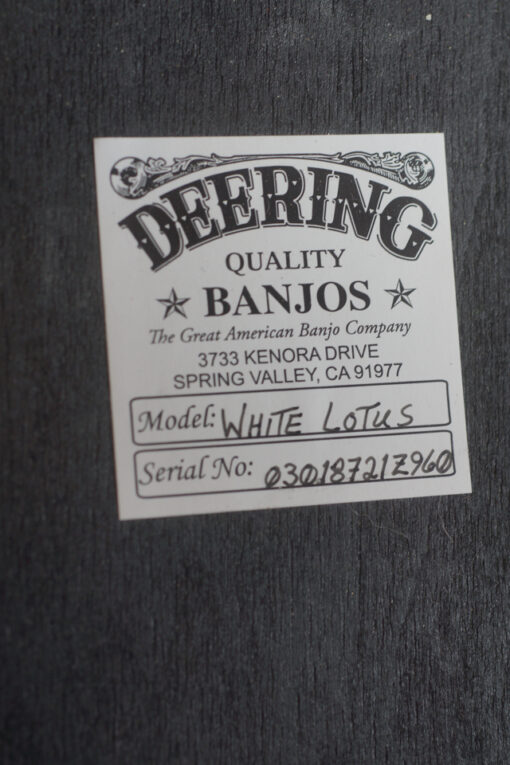 DEERING
QUALITY
BANJOS
The Great American Banjo Company
3733 KENORA DRIVE
SPRING VALLEY, CA 91977
Model: WHITE LOTUS
Serial No: 03018721Z960